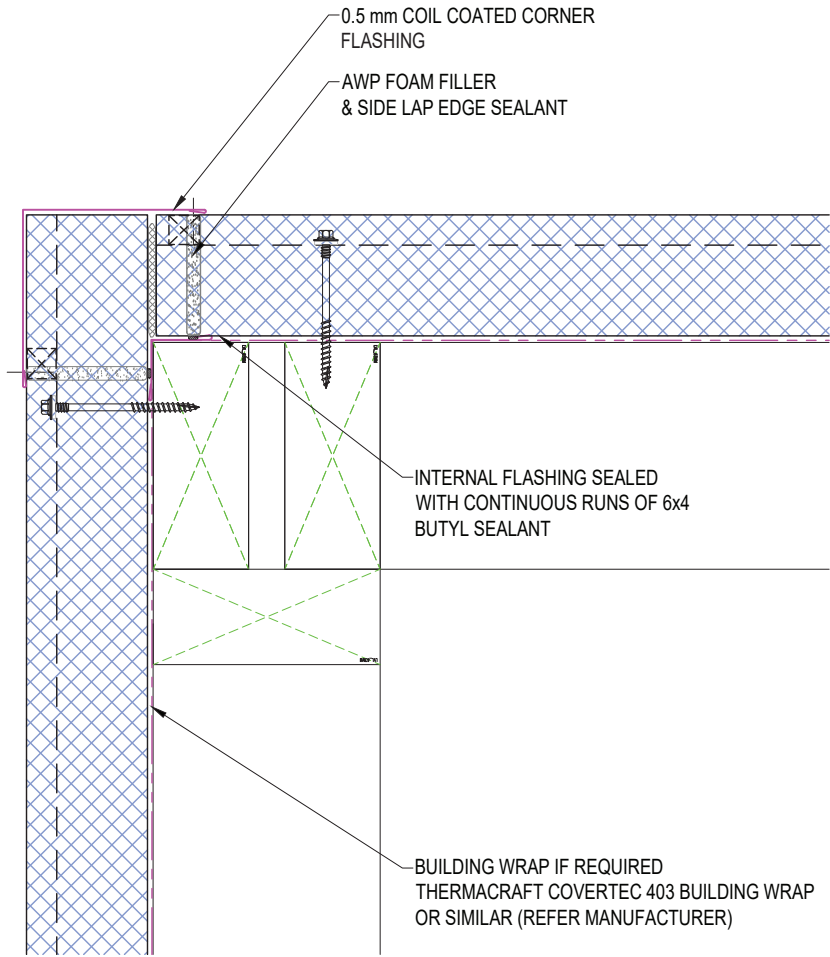 0.5 mm COIL COATED CORNER
FLASHING
AWP FOAM FILLER
& SIDE LAP EDGE SEALANT
INTERNAL FLASHING SEALED
WITH CONTINUOUS RUNS OF 6x4
BUTYL SEALANT
BUILDING WRAP IF REQUIRED
THERMACRAFT COVERTEC 403 BUILDING WRAP
OR SIMILAR (REFER MANUFACTURER)